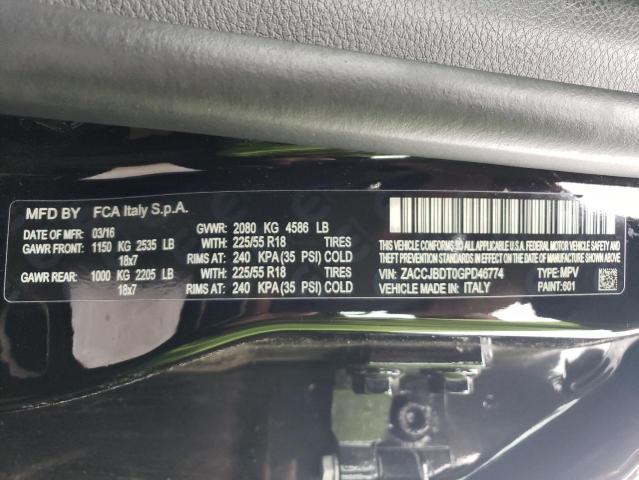 MFD BY FCA Italy S.p.A.
DATE OF MFR: 03/16 GVWR: 2080 KG 4586 LB
GAWR FRONT: 1150 KG 2535 LB WITH: 225/55 R18 TIRES
18x7 RIMS AT: 240 KPA (35 PSI) COLD
GAWR REAR: 1000 KG 2205 LB WITH: 225/55 R18 TIRES
18x7 RIMS AT: 240 KPA (35 PSI) COLD
THIS VEHICLE CONFORMS TO ALL APPLICABLE U.S.A. FEDERAL MOTOR VEHICLE
SAFETY, BUMPER, AND THEFT PREVENTION STANDARDS IN EFFECT ON THE DATE OF MANUFACTURE SHOWN ABOVE.
VIN: ZACCJBDT0GPD46774 TYPE: MPV
VEHICLE MADE IN: ITALY PAINT: 601